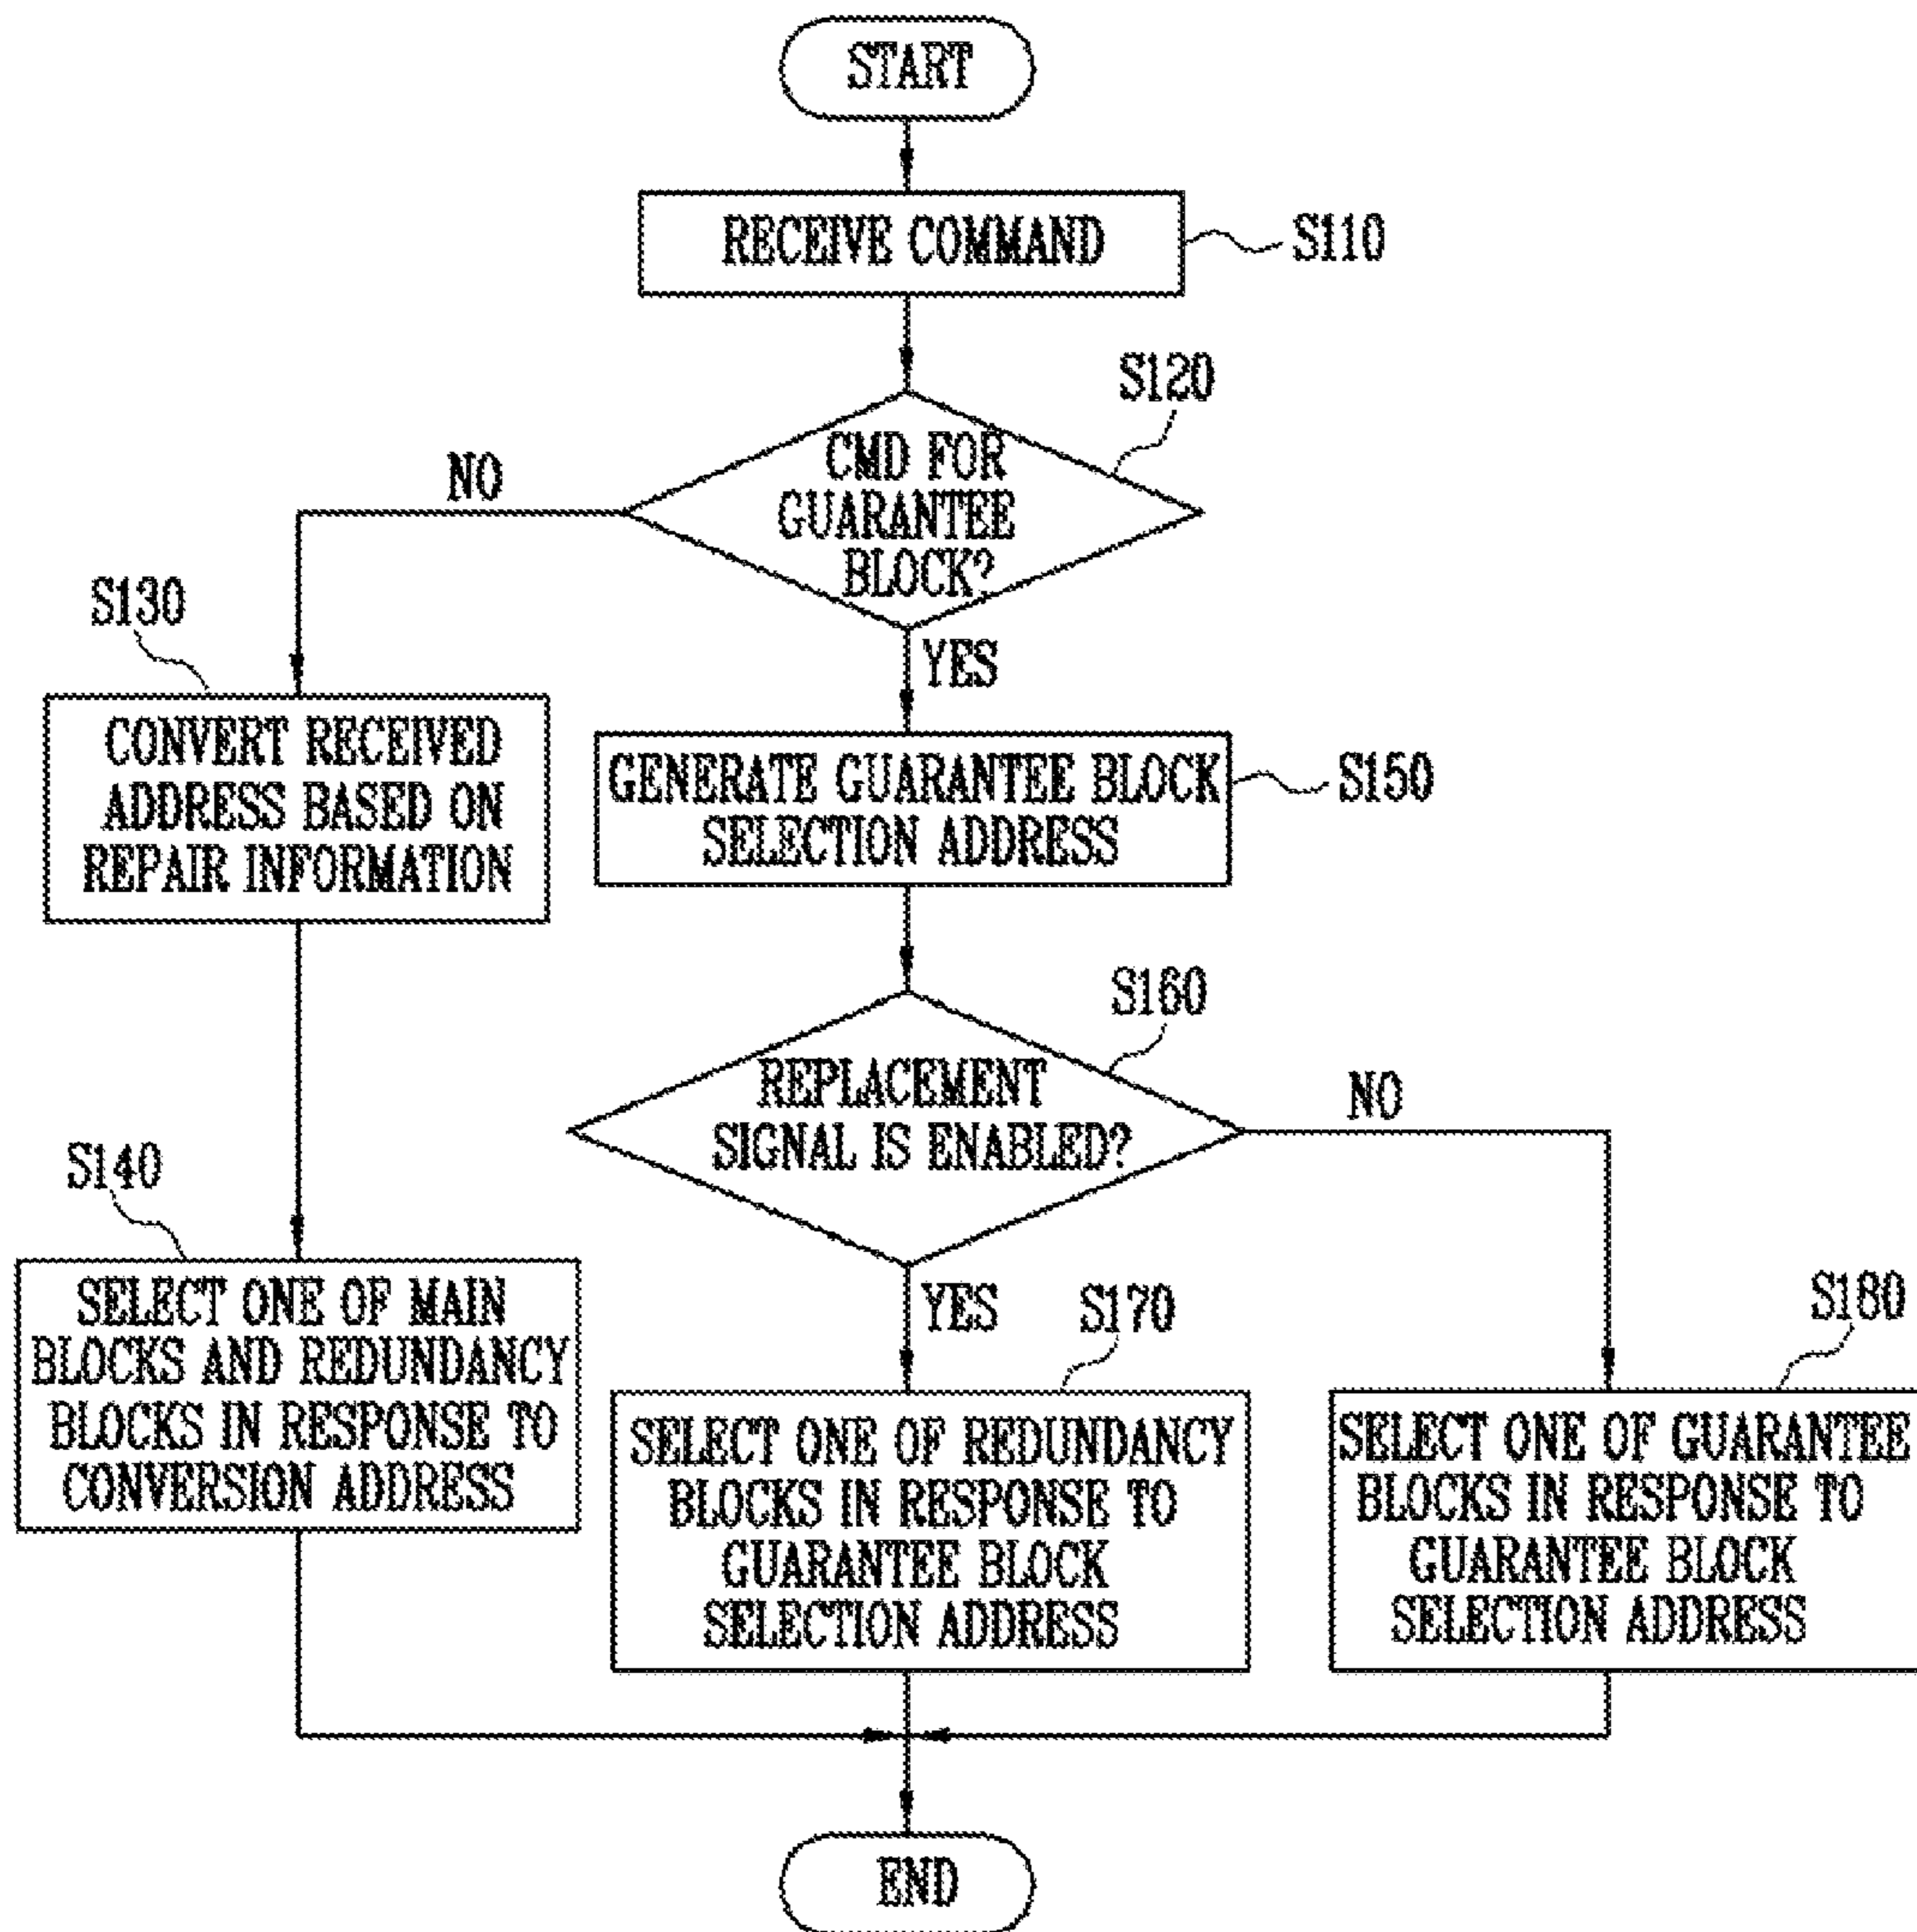 START
RECEIVE COMMAND
S110
S120
CMD FOR
GUARANTEE
BLOCK?
NO
YES
S130
CONVERT RECEIVED
ADDRESS BASED ON
REPAIR INFORMATION
GENERATE GUARANTEE BLOCK
SELECTION ADDRESS
S150
S160
REPLACEMENT
SIGNAL IS ENABLED?
NO
YES
S140
SELECT ONE OF MAIN
BLOCKS AND REDUNDANCY
BLOCKS IN RESPONSE TO
CONVERSION ADDRESS
S170
SELECT ONE OF REDUNDANCY
BLOCKS IN RESPONSE TO
GUARANTEE BLOCK
SELECTION ADDRESS
S180
SELECT ONE OF GUARANTEE
BLOCKS IN RESPONSE TO
GUARANTEE BLOCK
SELECTION ADDRESS
END